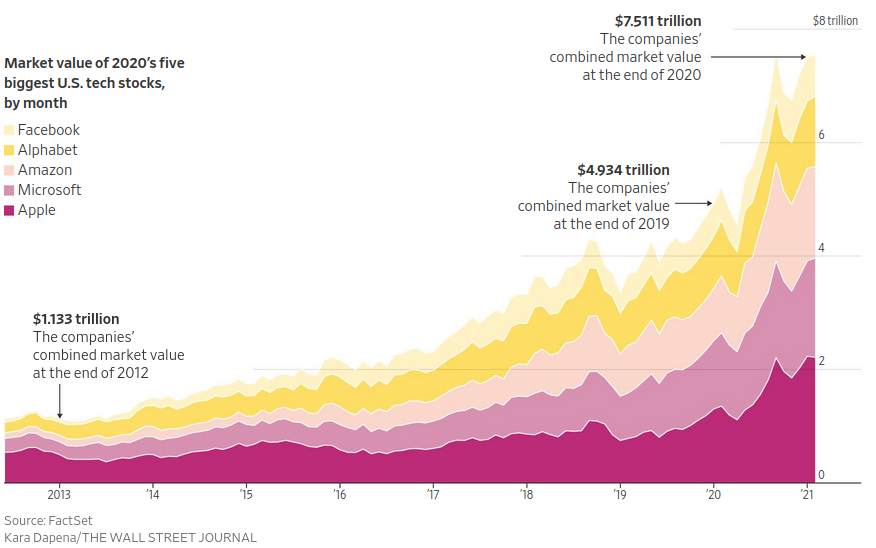 $7.511 trillion
The companies’
combined market value
at the end of 2020
$8 trillion
Market value of 2020’s five
biggest U.S. tech stocks,
by month
Facebook
Alphabet
Amazon
Microsoft
Apple
6
$4.934 trillion
The companies’
combined market value
at the end of 2019
4
$1.133 trillion
The companies’
combined market value
at the end of 2012
2
0
2013 ’14 ’15 ’16 ’17 ’18 ’19 ’20 ’21
Source: FactSet
Kara Dapena/THE WALL STREET JOURNAL